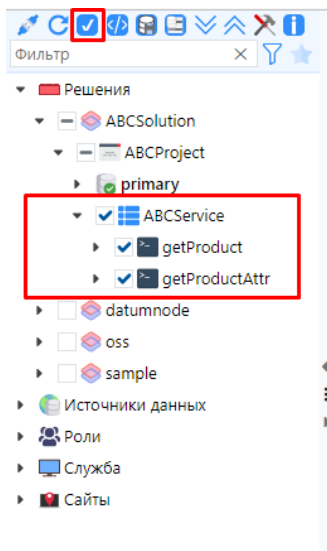 Фильтр
Решения
ABCSolution
ABCProject
primary
ABCService
getProduct
getProductAttr
datumnode
oss
sample
Источники данных
Роли
Служба
Сайты